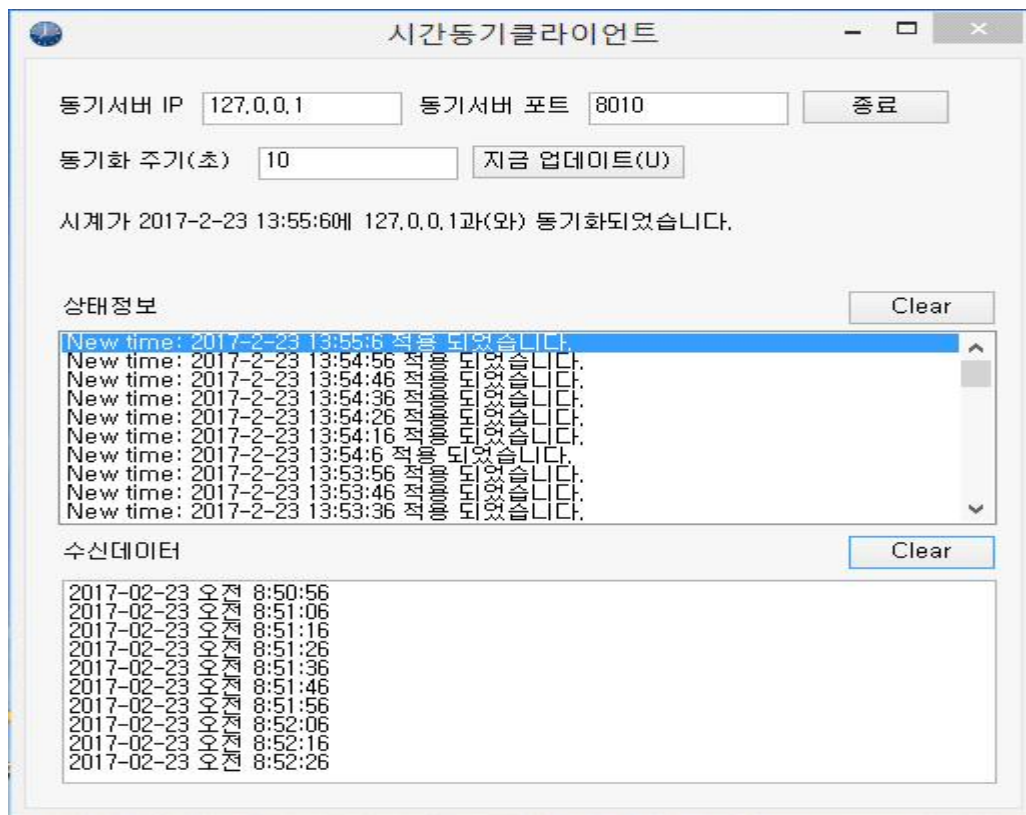 시간동기클라이언트
동기서버 IP 127.0.0.1 동기서버 포트 8010 종료
동기화 주기(초) 10 지금 업데이트(U)
시계가 2017-2-23 13:55:6에 127.0.0.1과(와) 동기화되었습니다.
상태정보 Clear
New time: 2017-2-23 13:55:6 적용 되었습니다.
New time: 2017-2-23 13:54:56 적용 되었습니다.
New time: 2017-2-23 13:54:46 적용 되었습니다.
New time: 2017-2-23 13:54:36 적용 되었습니다.
New time: 2017-2-23 13:54:26 적용 되었습니다.
New time: 2017-2-23 13:54:16 적용 되었습니다.
New time: 2017-2-23 13:54:6 적용 되었습니다.
New time: 2017-2-23 13:53:56 적용 되었습니다.
New time: 2017-2-23 13:53:46 적용 되었습니다.
New time: 2017-2-23 13:53:36 적용 되었습니다.
수신데이터 Clear
2017-02-23 오전 8:50:56
2017-02-23 오전 8:51:06
2017-02-23 오전 8:51:16
2017-02-23 오전 8:51:26
2017-02-23 오전 8:51:36
2017-02-23 오전 8:51:46
2017-02-23 오전 8:51:56
2017-02-23 오전 8:52:06
2017-02-23 오전 8:52:16
2017-02-23 오전 8:52:26